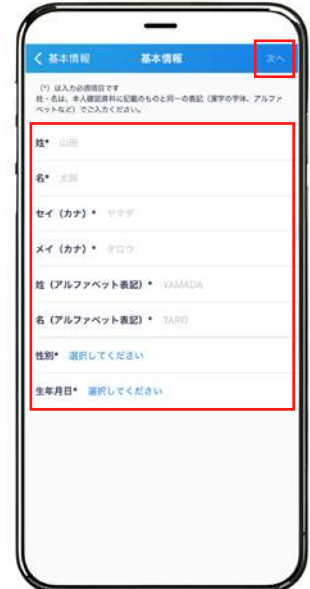 基本情報
基本情報
次へ
(*) は入力必須項目です
姓・名は、本人確認資料に記載のものと同一の表記（漢字の字体、アルファ
ベットなど）でご入力ください。
姓* 山田
名* 太郎
セイ（カナ）* ヤマダ
メイ（カナ）* タロウ
姓（アルファベット表記）* YAMADA
名（アルファベット表記）* TARO
性別* 選択してください
生年月日* 選択してください